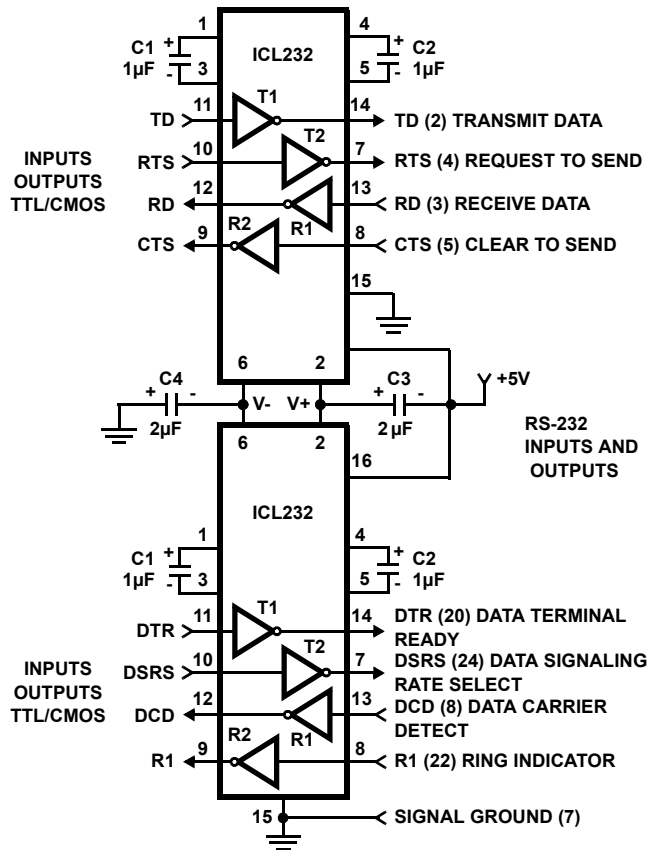 1 4
C1 + ICL232 + C2
1µF - 3 5 - 1µF
11 T1 14
TD TD (2) TRANSMIT DATA
10 T2 7
INPUTS
OUTPUTS
TTL/CMOS
RTS RTS (4) REQUEST TO SEND
12 13
RD RD (3) RECEIVE DATA
9 R2 R1 8
CTS CTS (5) CLEAR TO SEND
15
6 2
C4 C3 +5V
+ - V- V+ + -
2µF 2µF
6 2
RS-232
INPUTS AND
OUTPUTS
16
ICL232
1 4
C1 + + C2
1µF - 3 5 - 1µF
11 T1 14
DTR DTR (20) DATA TERMINAL
READY
10 T2 7
INPUTS
OUTPUTS
TTL/CMOS
DSRS DSRS (24) DATA SIGNALING
RATE SELECT
12 13
DCD DCD (8) DATA CARRIER
DETECT
9 R2 R1 8
R1 R1 (22) RING INDICATOR
15 SIGNAL GROUND (7)